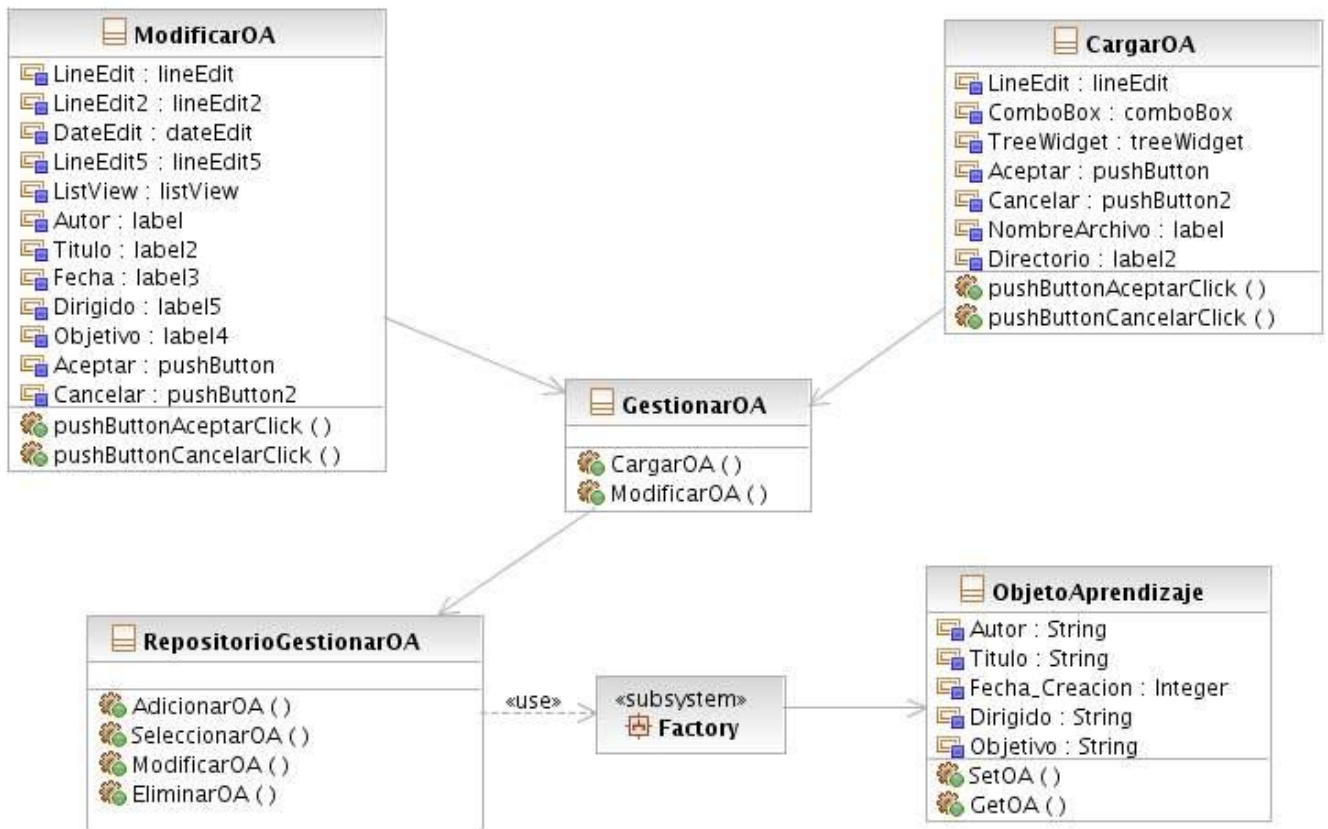 ModificarOA
LineEdit : lineEdit
LineEdit2 : lineEdit2
DateEdit : dateEdit
LineEdit5 : lineEdit5
ListView : listView
Autor : label
Titulo : label2
Fecha : label3
Dirigido : label5
Objetivo : label4
Aceptar : pushButton
Cancelar : pushButton2
pushButtonAceptarClick ( )
pushButtonCancelarClick ( )
CargarOA
LineEdit : lineEdit
ComboBox : comboBox
TreeWidget : treeWidget
Aceptar : pushButton
Cancelar : pushButton2
NombreArchivo : label
Directorio : label2
pushButtonAceptarClick ( )
pushButtonCancelarClick ( )
GestionarOA
CargarOA ( )
ModificarOA ( )
RepositorioGestionarOA
AdicionarOA ( )
SeleccionarOA ( )
ModificarOA ( )
EliminarOA ( )
«use»
«subsystem»
Factory
ObjetoAprendizaje
Autor : String
Titulo : String
Fecha_Creacion : Integer
Dirigido : String
Objetivo : String
SetOA ( )
GetOA ( )